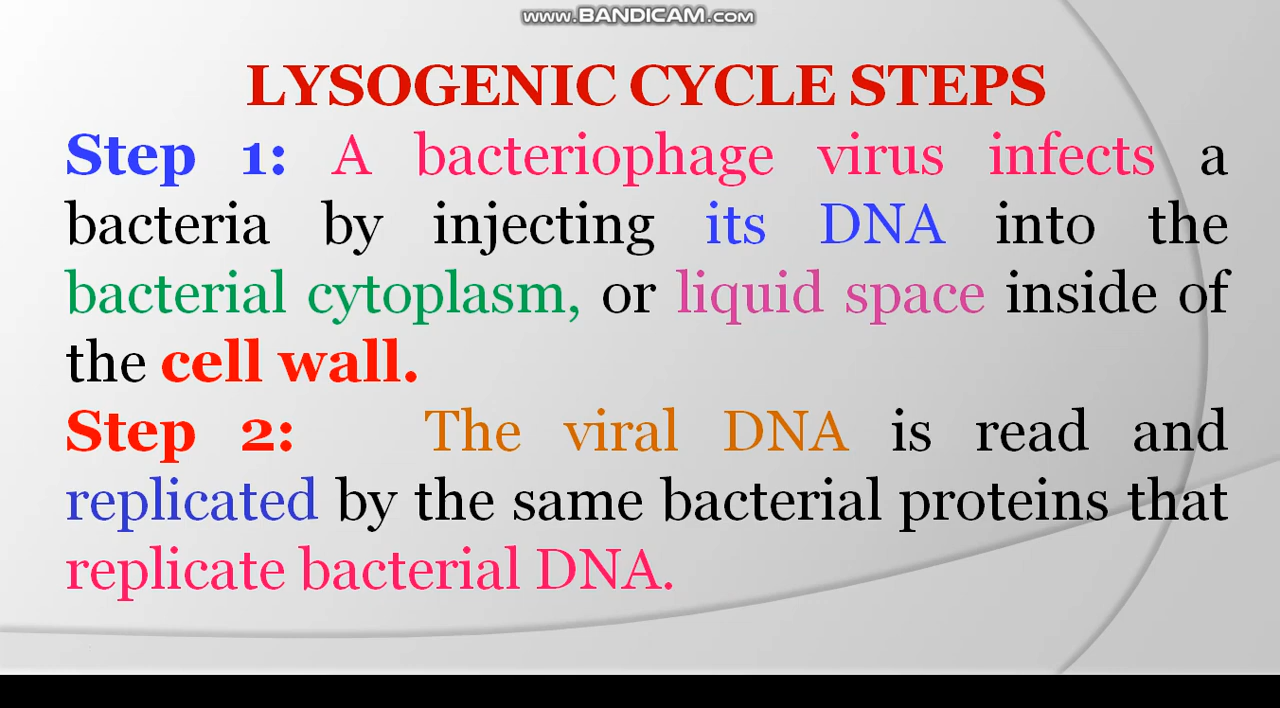 www.BANDICAM.com
LYSOGENIC CYCLE STEPS
Step 1: A bacteriophage virus infects a
bacteria by injecting its DNA into the
bacterial cytoplasm, or liquid space inside of
the cell wall.
Step 2: The viral DNA is read and
replicated by the same bacterial proteins that
replicate bacterial DNA.